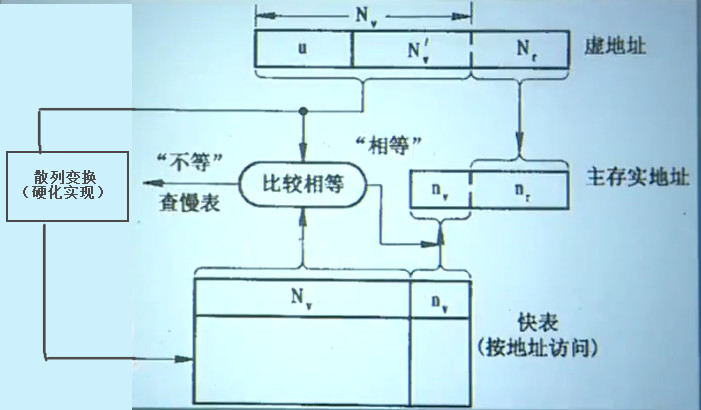 N_v
u N_v' N_r 虚地址
“不等” “相等”
散列变换
(硬化实现)
比较相等
查慢表
n_v n_r 主存实地址
N_v n_v
快表
(按地址访问)